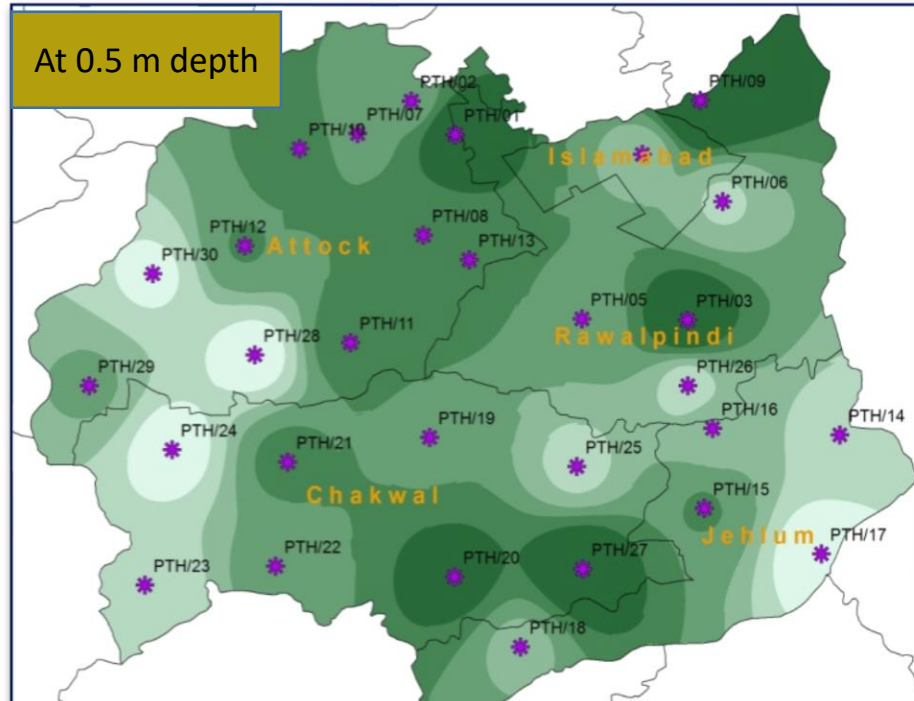 At 0.5 m depth
PTH/02
PTH/09
PTH/07
PTH/01
PTH/10
Islamabad
PTH/06
PTH/12
PTH/08
Attock
PTH/13
PTH/30
PTH/05
PTH/03
PTH/28
PTH/11
Rawalpindi
PTH/29
PTH/26
PTH/24
PTH/19
PTH/16
PTH/14
PTH/21
PTH/25
Chakwal
PTH/15
Jehlum
PTH/17
PTH/22
PTH/20
PTH/27
PTH/23
PTH/18